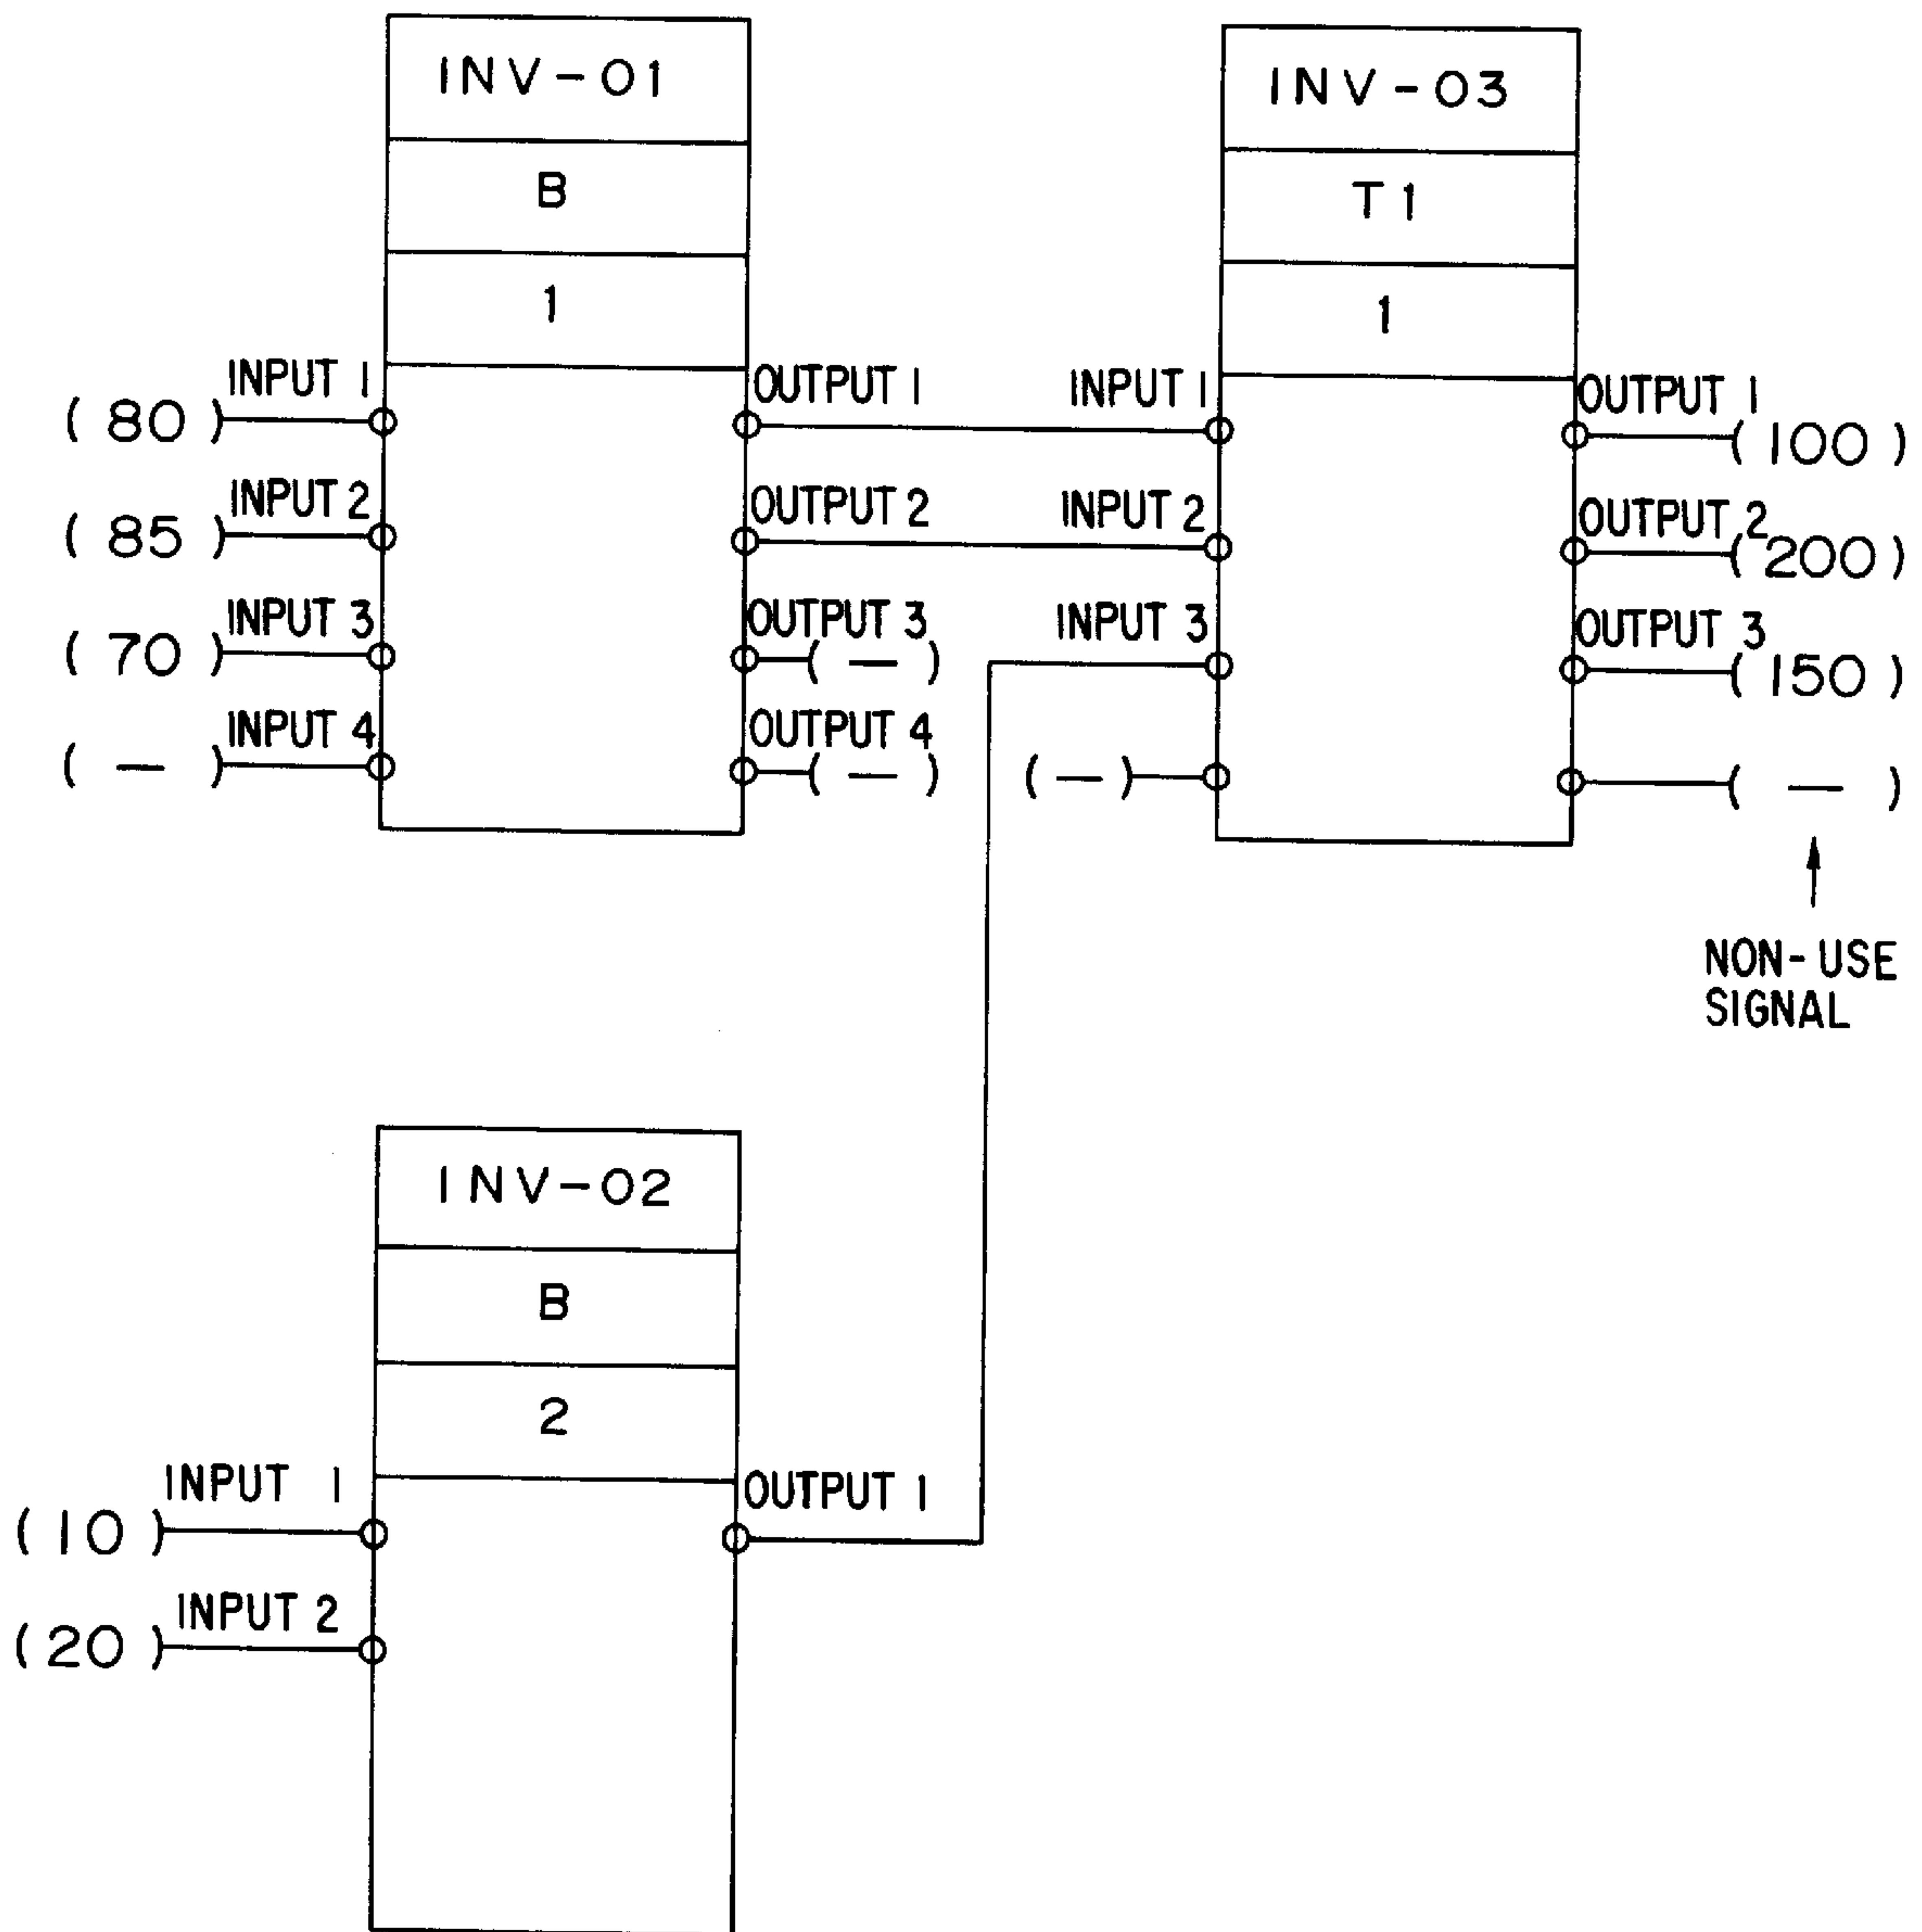 INV-01
B
1
INPUT 1
(80)
INPUT 2
(85)
INPUT 3
(70)
INPUT 4
(—)
OUTPUT 1
OUTPUT 2
OUTPUT 3
(—)
OUTPUT 4
(—)
INV-03
T1
1
INPUT 1
INPUT 2
INPUT 3
(—)
OUTPUT 1
(100)
OUTPUT 2
(200)
OUTPUT 3
(150)
(—)
NON-USE
SIGNAL
INV-02
B
2
INPUT 1
(10)
INPUT 2
(20)
OUTPUT 1